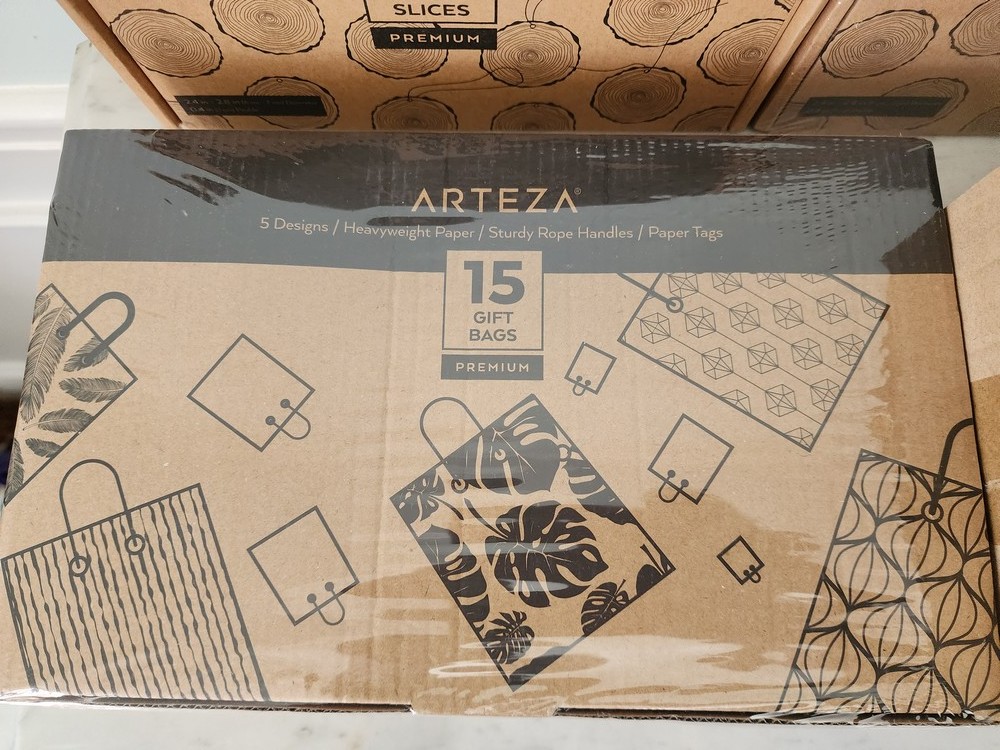 SLICES
PREMIUM
ARTEZA®
5 Designs / Heavyweight Paper / Sturdy Rope Handles / Paper Tags
15
GIFT
BAGS
PREMIUM